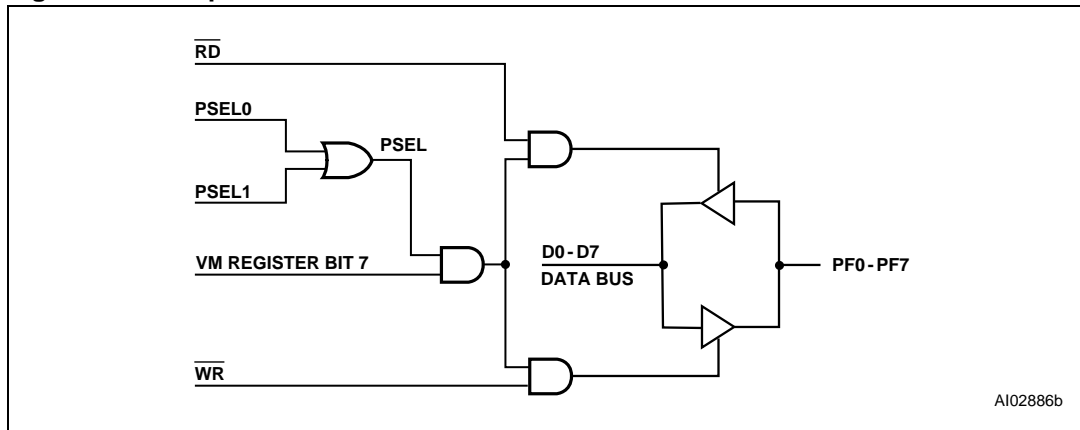 RD
PSEL0
PSEL
PSEL1
VM REGISTER BIT 7
D0 - D7
DATA BUS
PF0 - PF7
WR
AI02886b